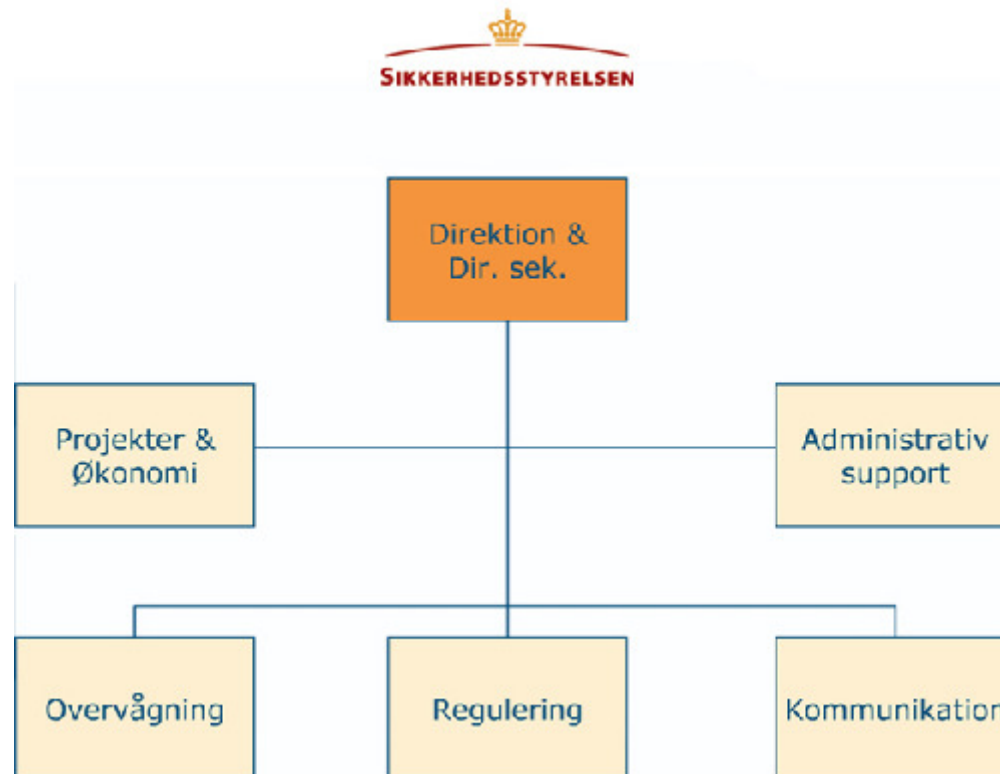 SIKKERHEDSSTYRELSEN
Direktion &
Dir. sek.
Projekter &
Økonomi
Administrativ
support
Overvågning
Regulering
Kommunikation